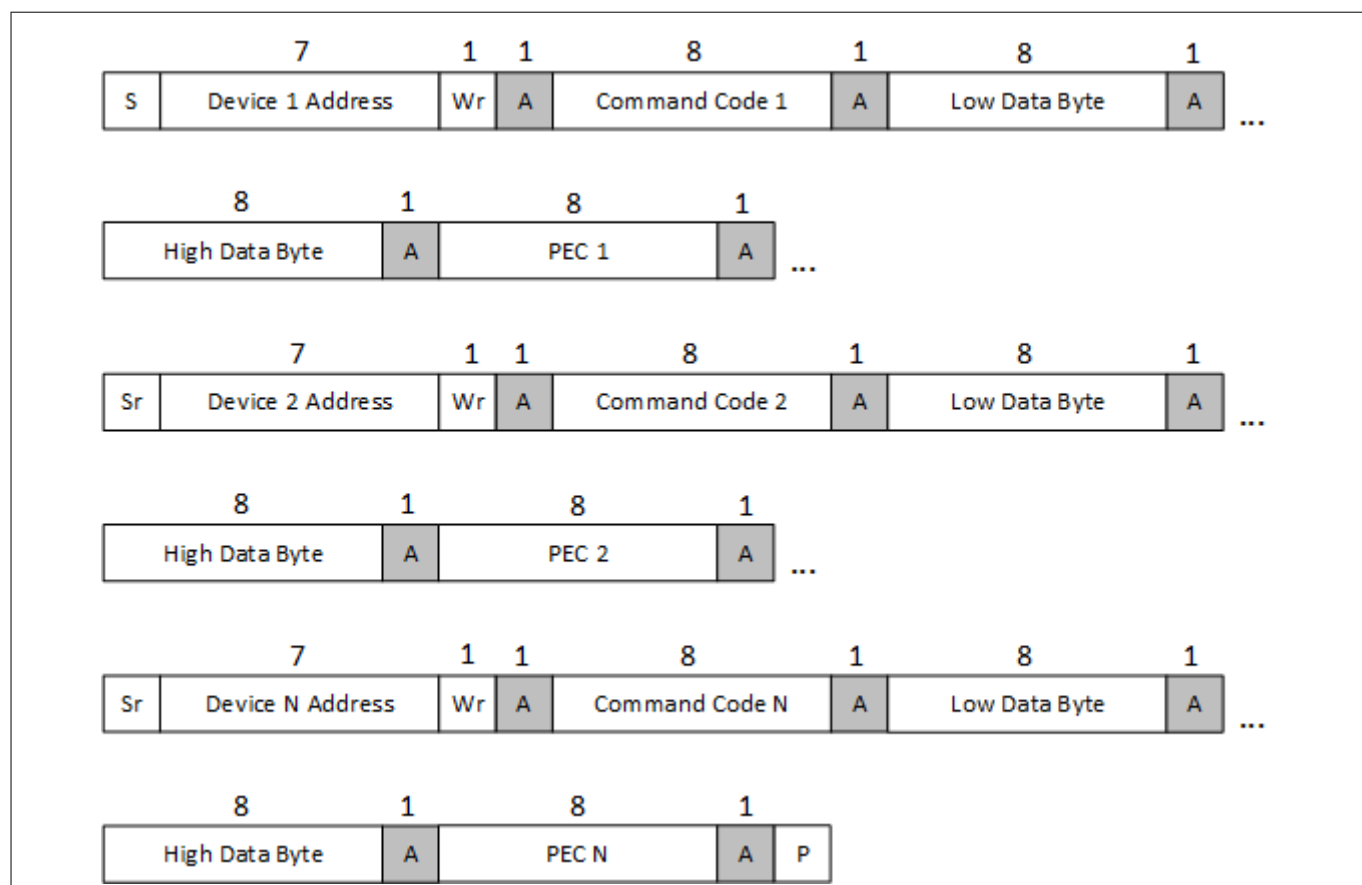 7 1 1 8 1 8 1
S Device 1 Address Wr A Command Code 1 A Low Data Byte A ...
8 1 8 1
High Data Byte A PEC 1 A ...
7 1 1 8 1 8 1
Sr Device 2 Address Wr A Command Code 2 A Low Data Byte A ...
8 1 8 1
High Data Byte A PEC 2 A ...
7 1 1 8 1 8 1
Sr Device N Address Wr A Command Code N A Low Data Byte A ...
8 1 8 1
High Data Byte A PEC N A P